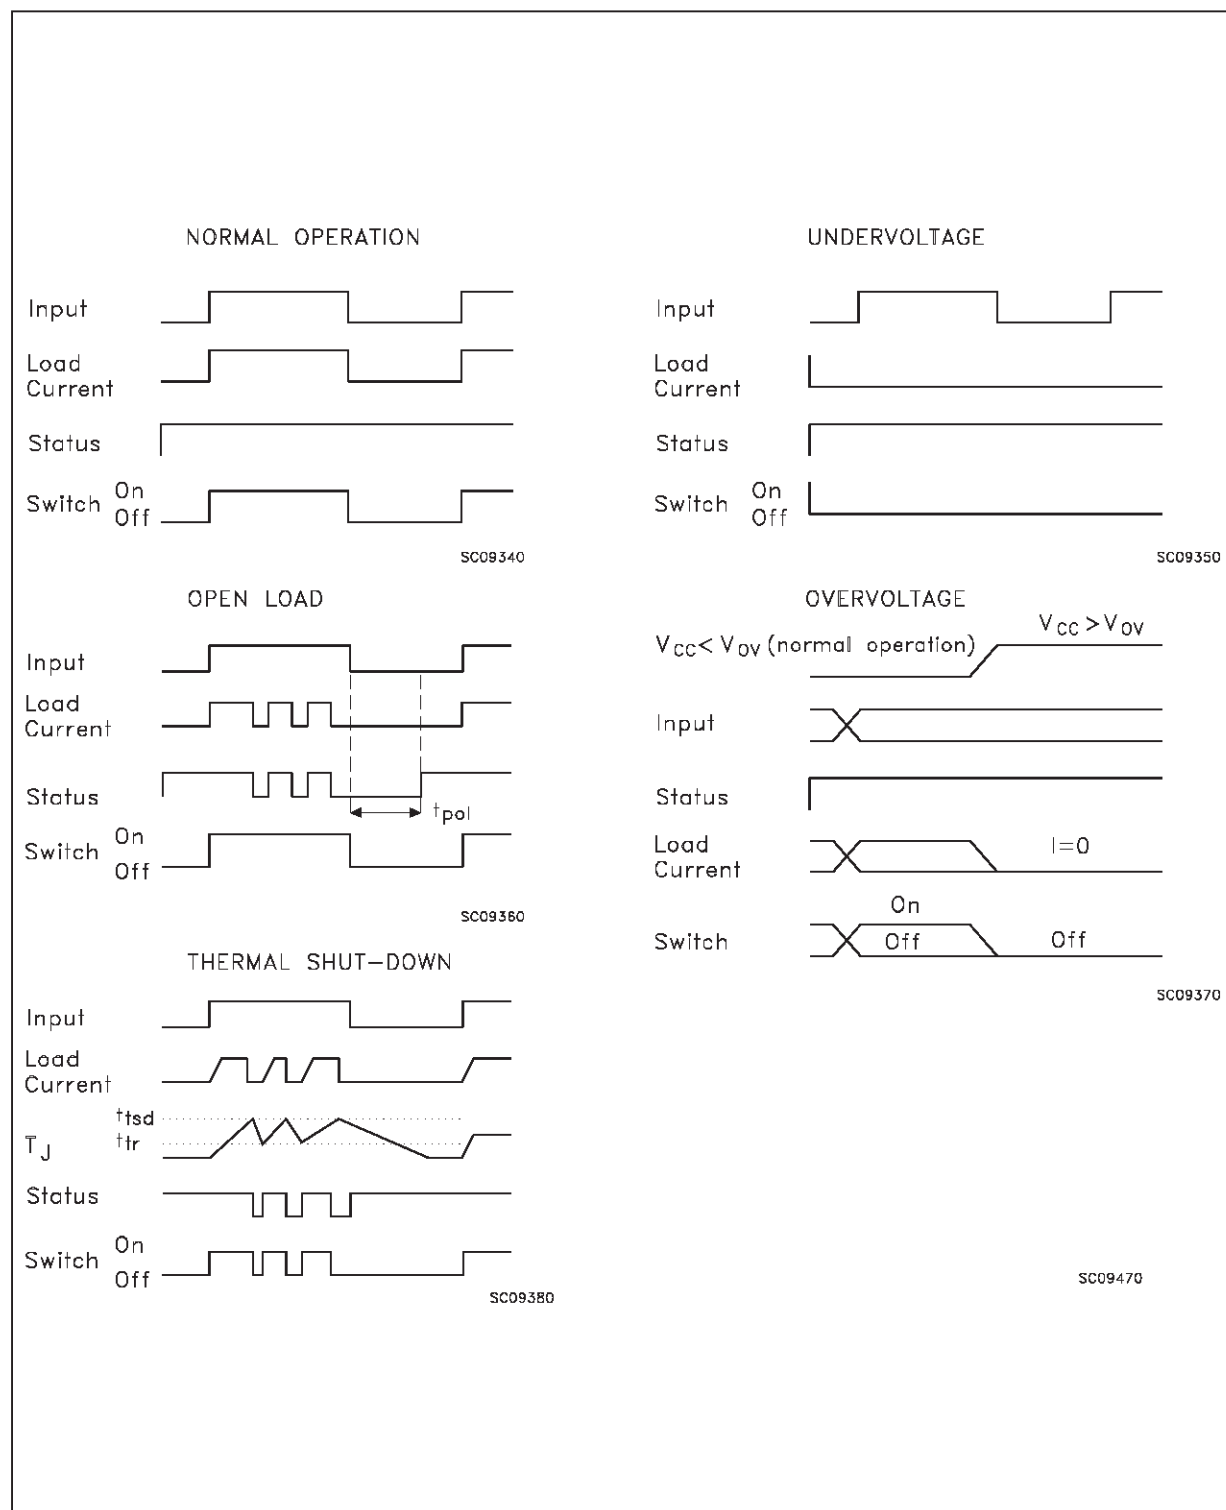 NORMAL OPERATION
Input
Load
Current
Status
Switch On
Off
SC09340
UNDERVOLTAGE
Input
Load
Current
Status
Switch On
Off
SC09350
OPEN LOAD
Input
Load
Current
Status
tpol
Switch On
Off
SC09360
OVERVOLTAGE
VCC>VOV
VCC<VOV (normal operation)
Input
Status
Load
Current
I=0
On
Switch Off Off
SC09370
THERMAL SHUT-DOWN
Input
Load
Current
ttsd
TJ ttr
Status
Switch On
Off
SC09380
SC09470